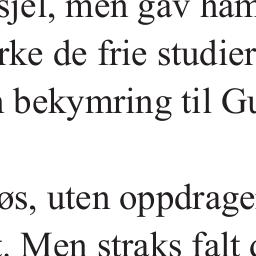 sjel, men gav ham
rke de frie studier
bekymring til Gu
øs, uten oppdrage
. Men straks falt